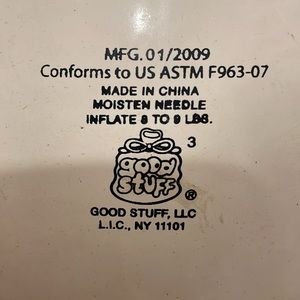 MFG. 01/2009
Conforms to US ASTM F963-07
MADE IN CHINA
MOISTEN NEEDLE
INFLATE 8 TO 9 LBS.
3
good
STUFF
®
GOOD STUFF, LLC
L.I.C., NY 11101